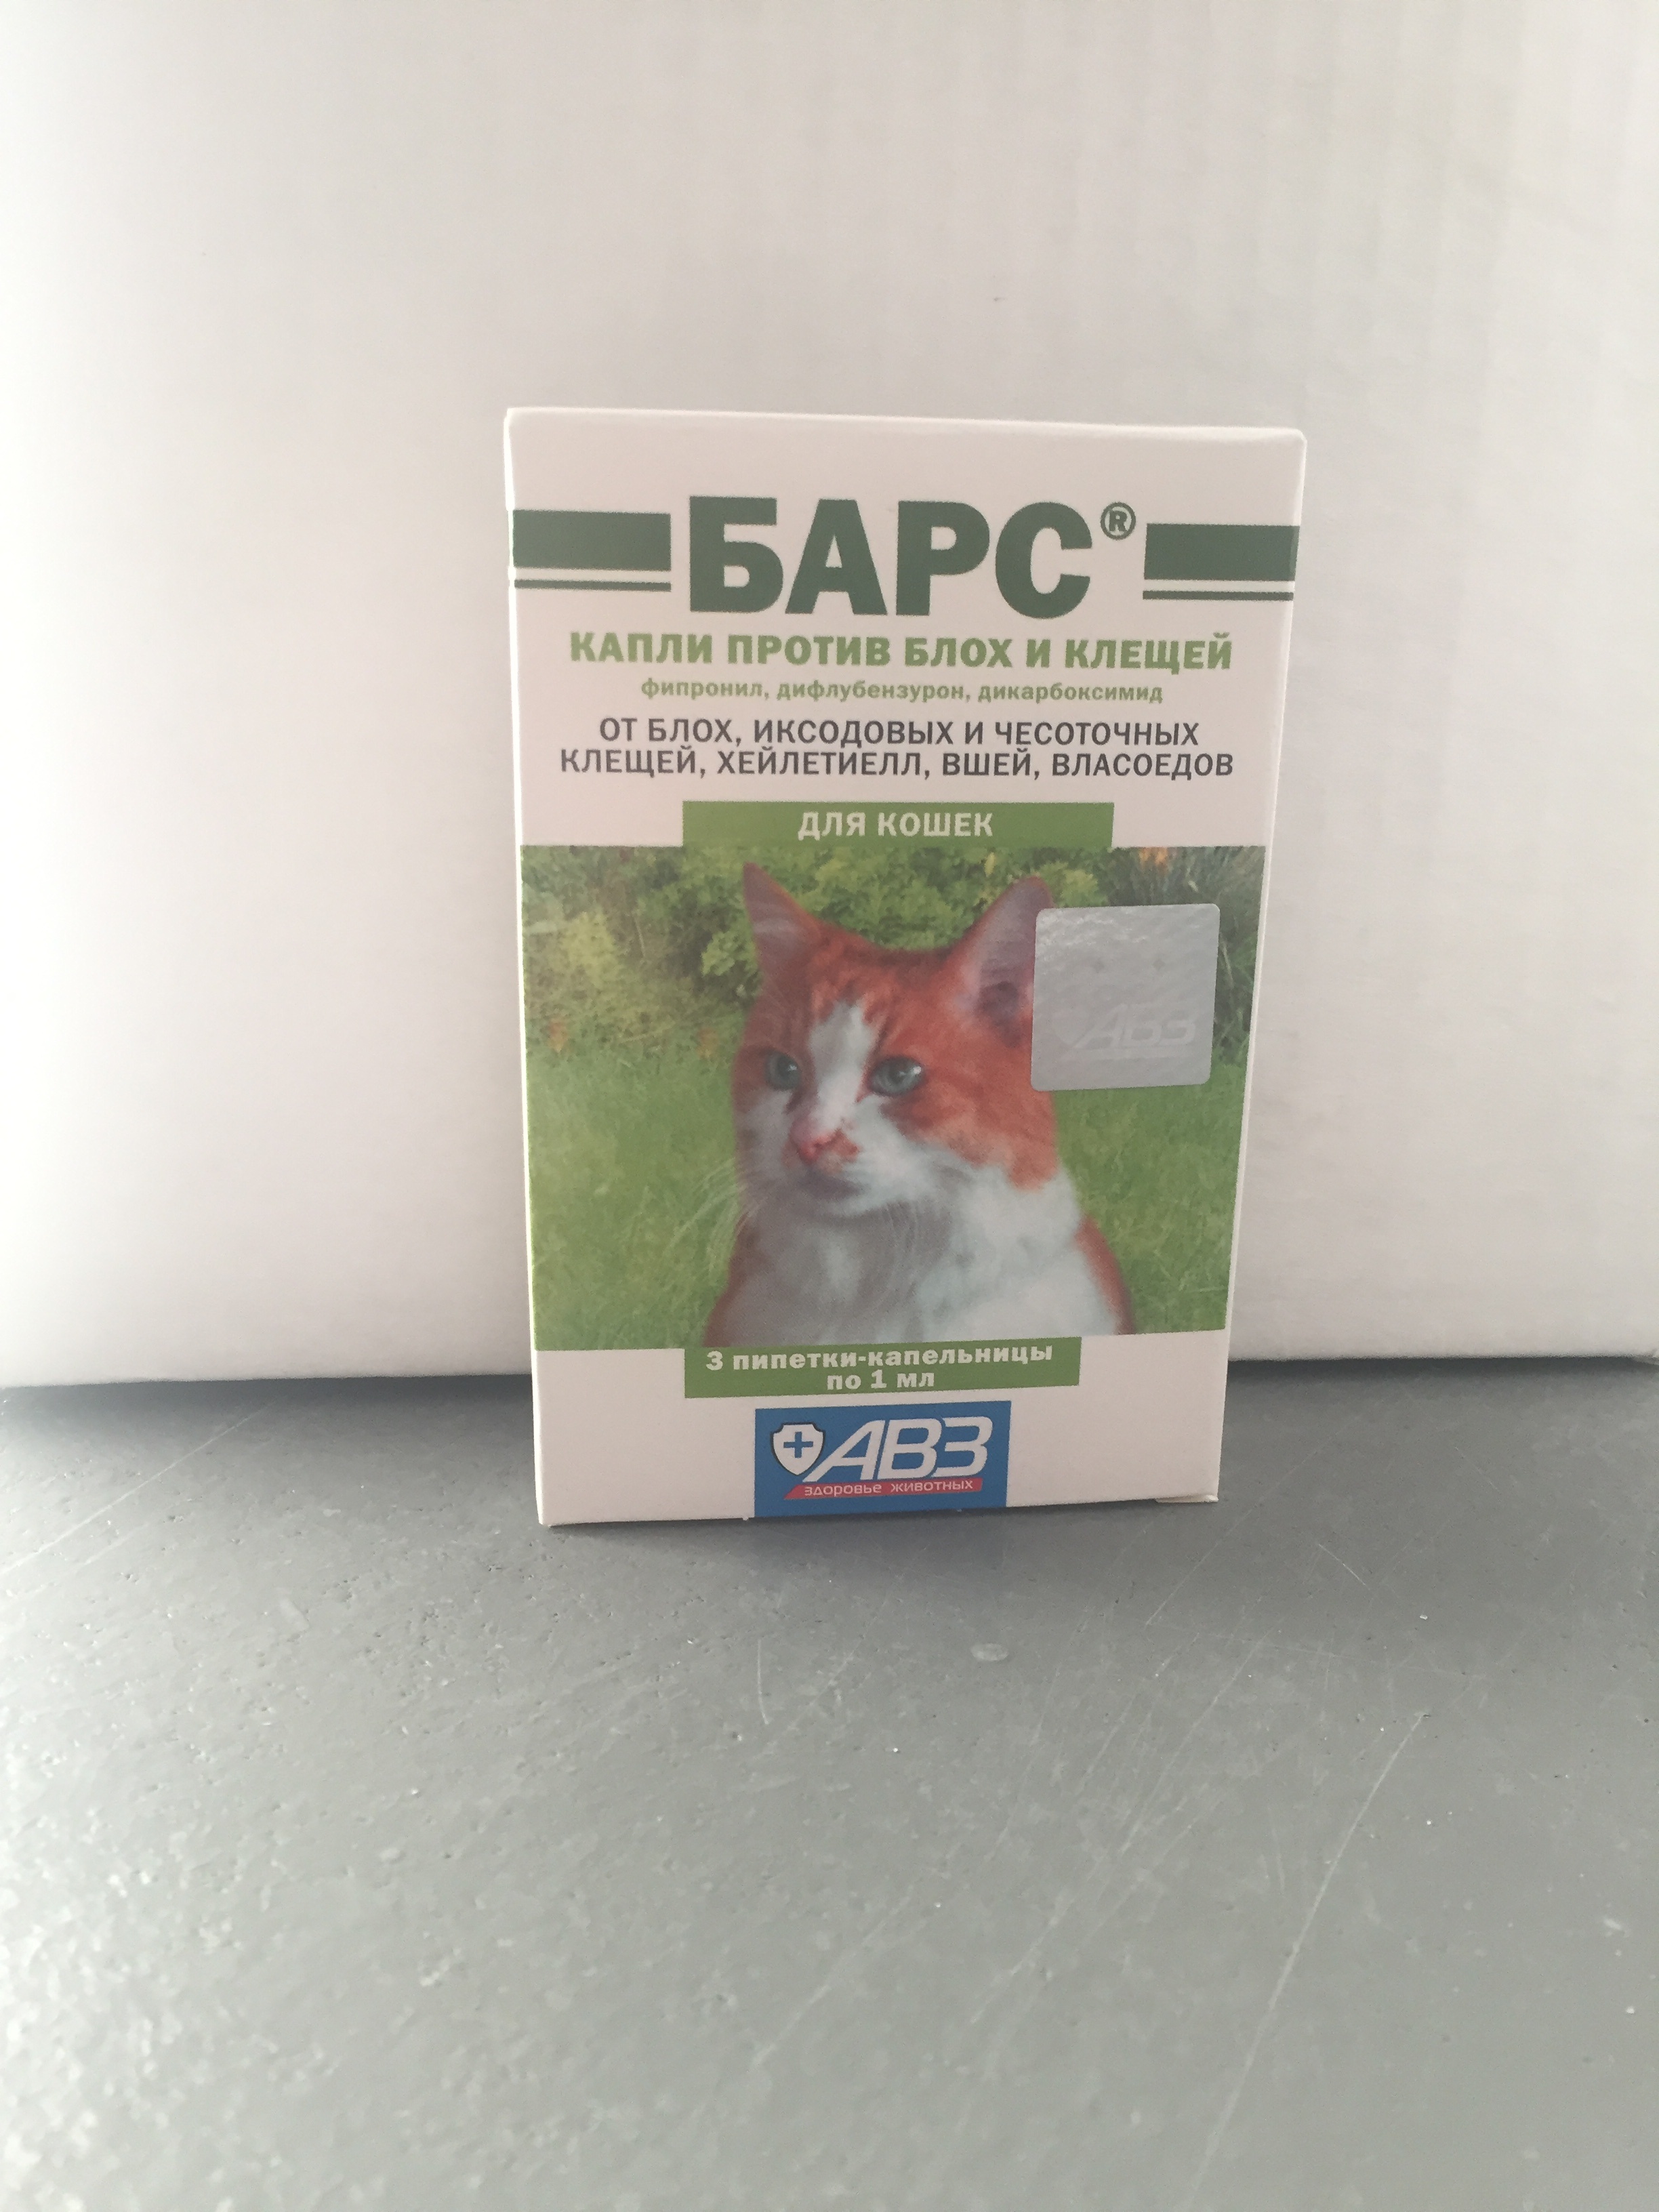 БАРС®
КАПЛИ ПРОТИВ БЛОХ И КЛЕЩЕЙ
фипронил, дифлубензурон, дикарбоксимид
ОТ БЛОХ, ИКСОДОВЫХ И ЧЕСОТОЧНЫХ
КЛЕЩЕЙ, ХЕЙЛЕТИЕЛЛ, ВШЕЙ, ВЛАСОЕДОВ
ДЛЯ КОШЕК
АВЗ
3 пипетки-капельницы
по 1 мл
АВЗ
здоровье животных